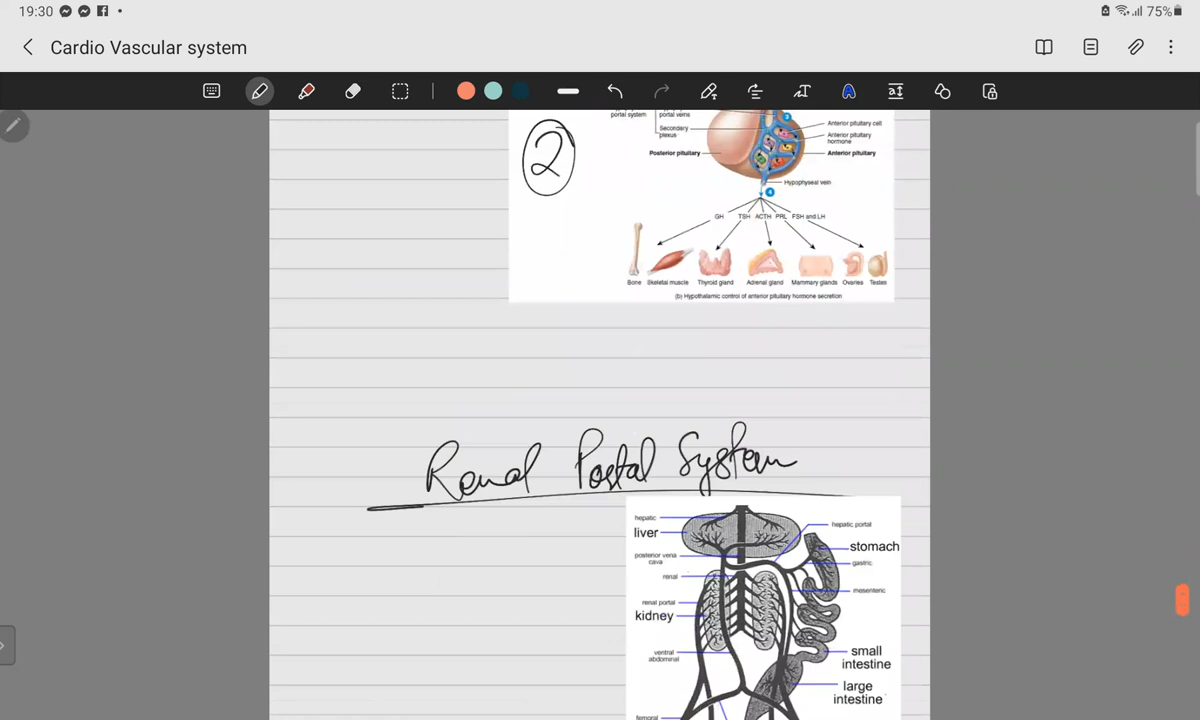 19:30
75%
Cardio Vascular system
portal system
portal veins
Secondary
plexus
3
Anterior pituitary cell
Anterior pituitary
hormone
Posterior pituitary
Anterior pituitary
2
Hypophyseal vein
4
GH TSH ACTH PRL FSH and LH
Bone Skeletal muscle Thyroid gland Adrenal gland Mammary glands Ovaries Testes
(b) Hypothalamic control of anterior pituitary hormone secretion
Renal Portal System
hepatic
liver
hepatic portal
stomach
posterior vena
cava
gastric
renal
mesenteric
renal portal
kidney
ventral
abdominal
small
intestine
large
intestine
femoral